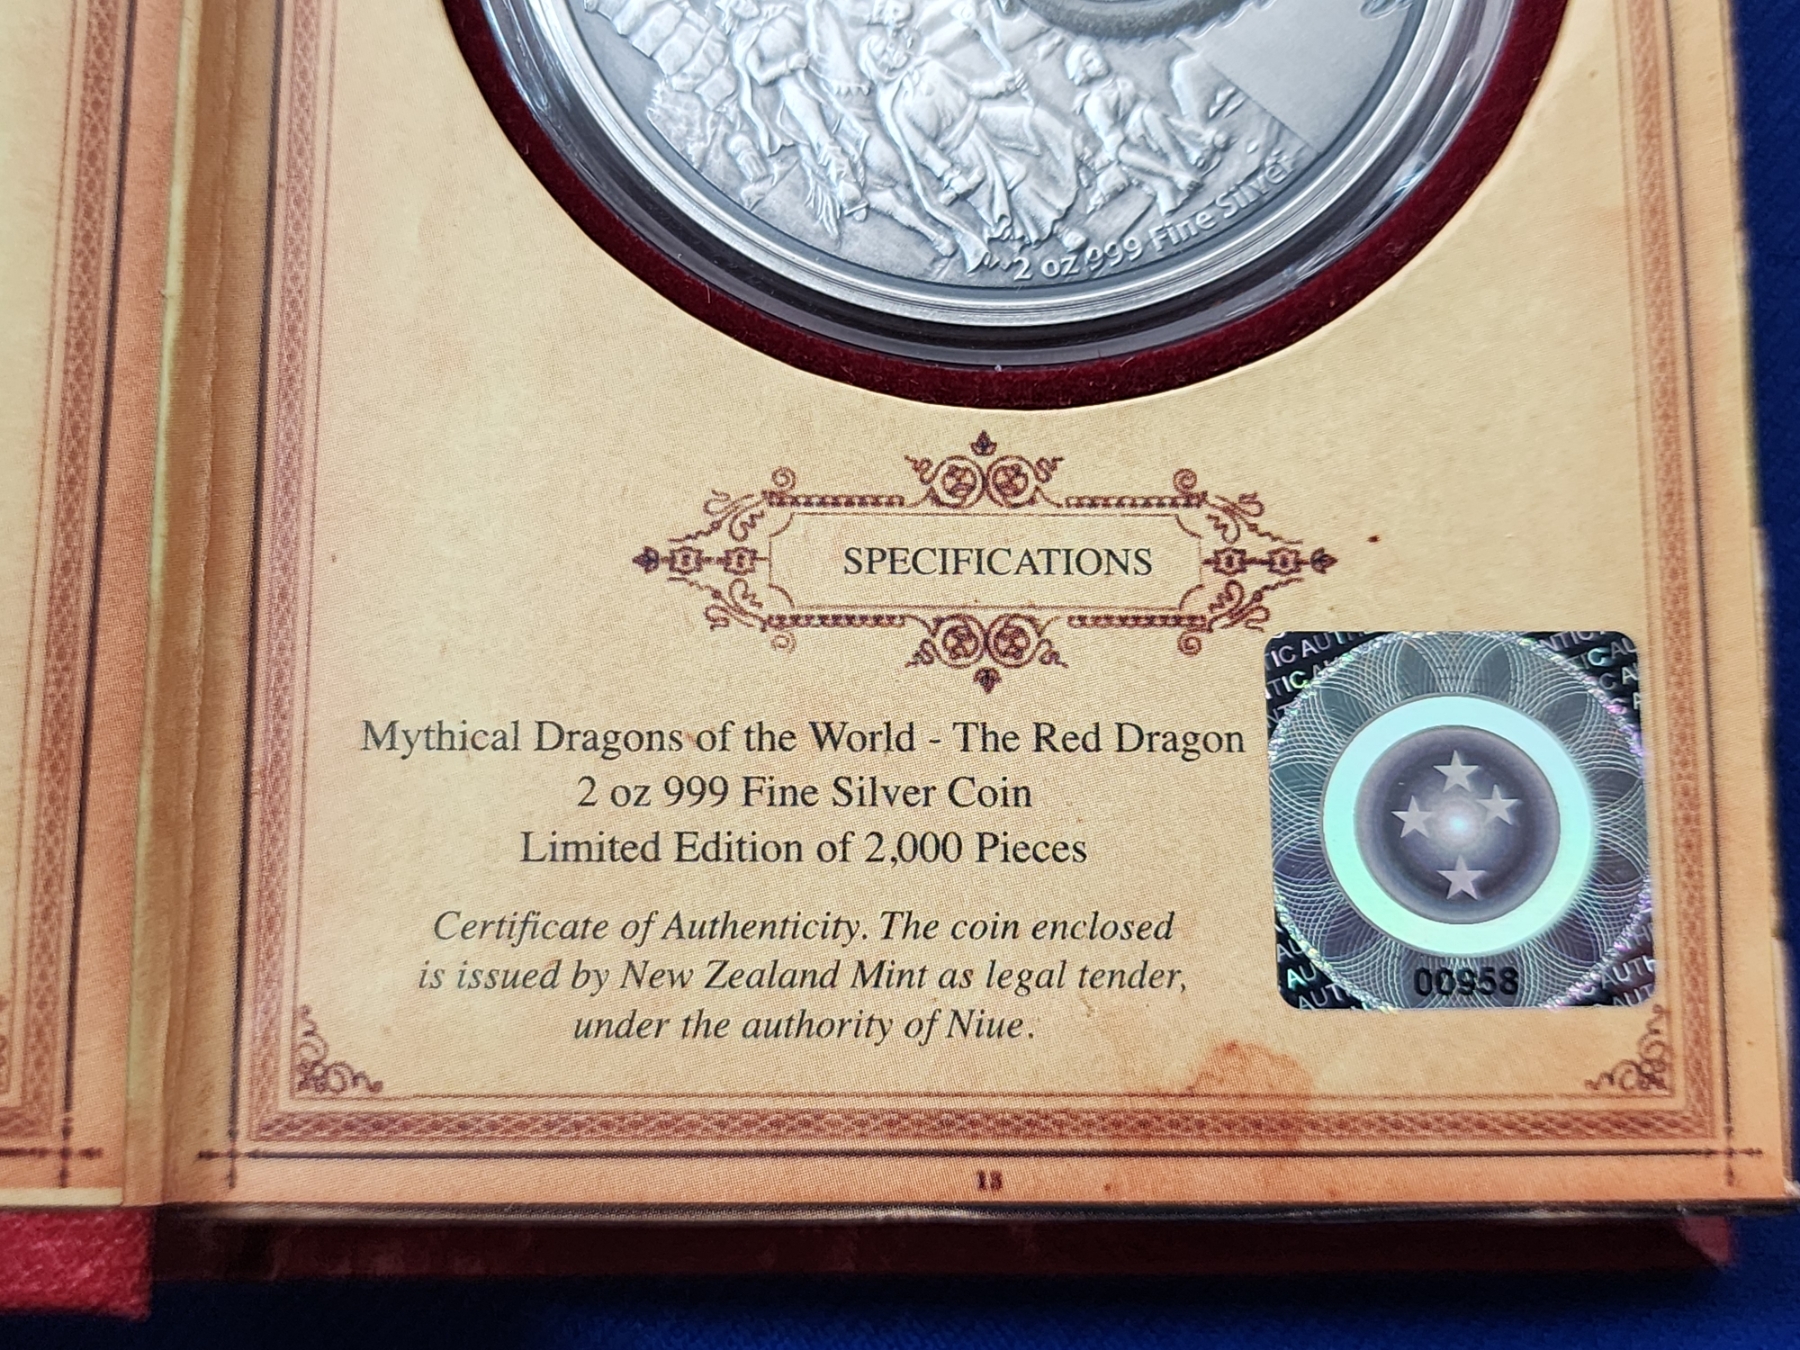 2 oz 999 Fine Silver
SPECIFICATIONS
Mythical Dragons of the World - The Red Dragon
2 oz 999 Fine Silver Coin
Limited Edition of 2,000 Pieces
Certificate of Authenticity. The coin enclosed
is issued by New Zealand Mint as legal tender,
under the authority of Niue.
00958
13